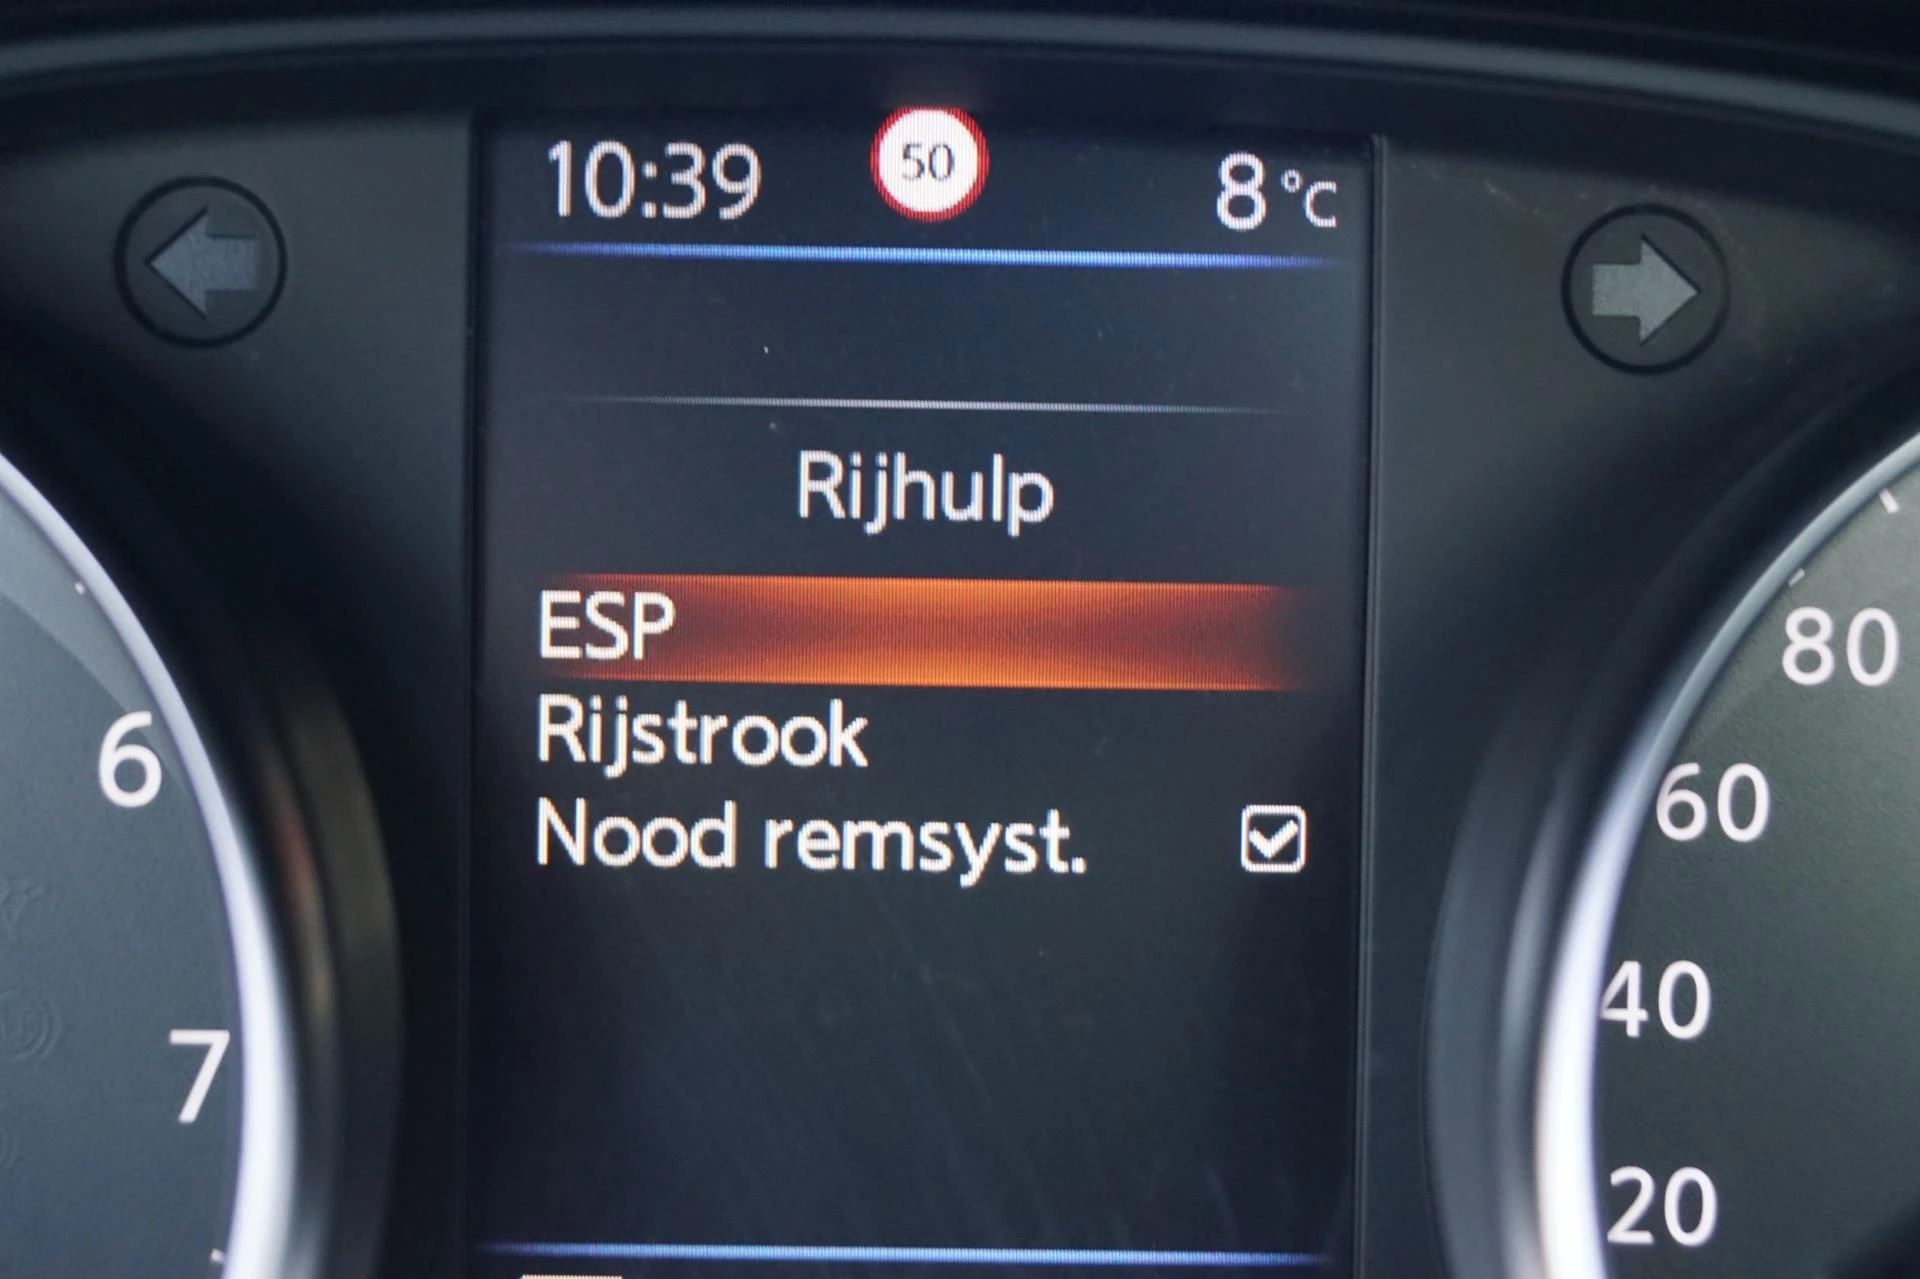 10:39 50 8°C
Rijhulp
ESP
Rijstrook
Nood remsyst.
6
7
80
60
40
20